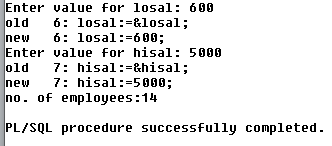 Enter value for losal: 600
old   6: losal:=&losal;
new   6: losal:=600;
Enter value for hisal: 5000
old   7: hisal:=&hisal;
new   7: hisal:=5000;
no. of employees:14
PL/SQL procedure successfully completed.